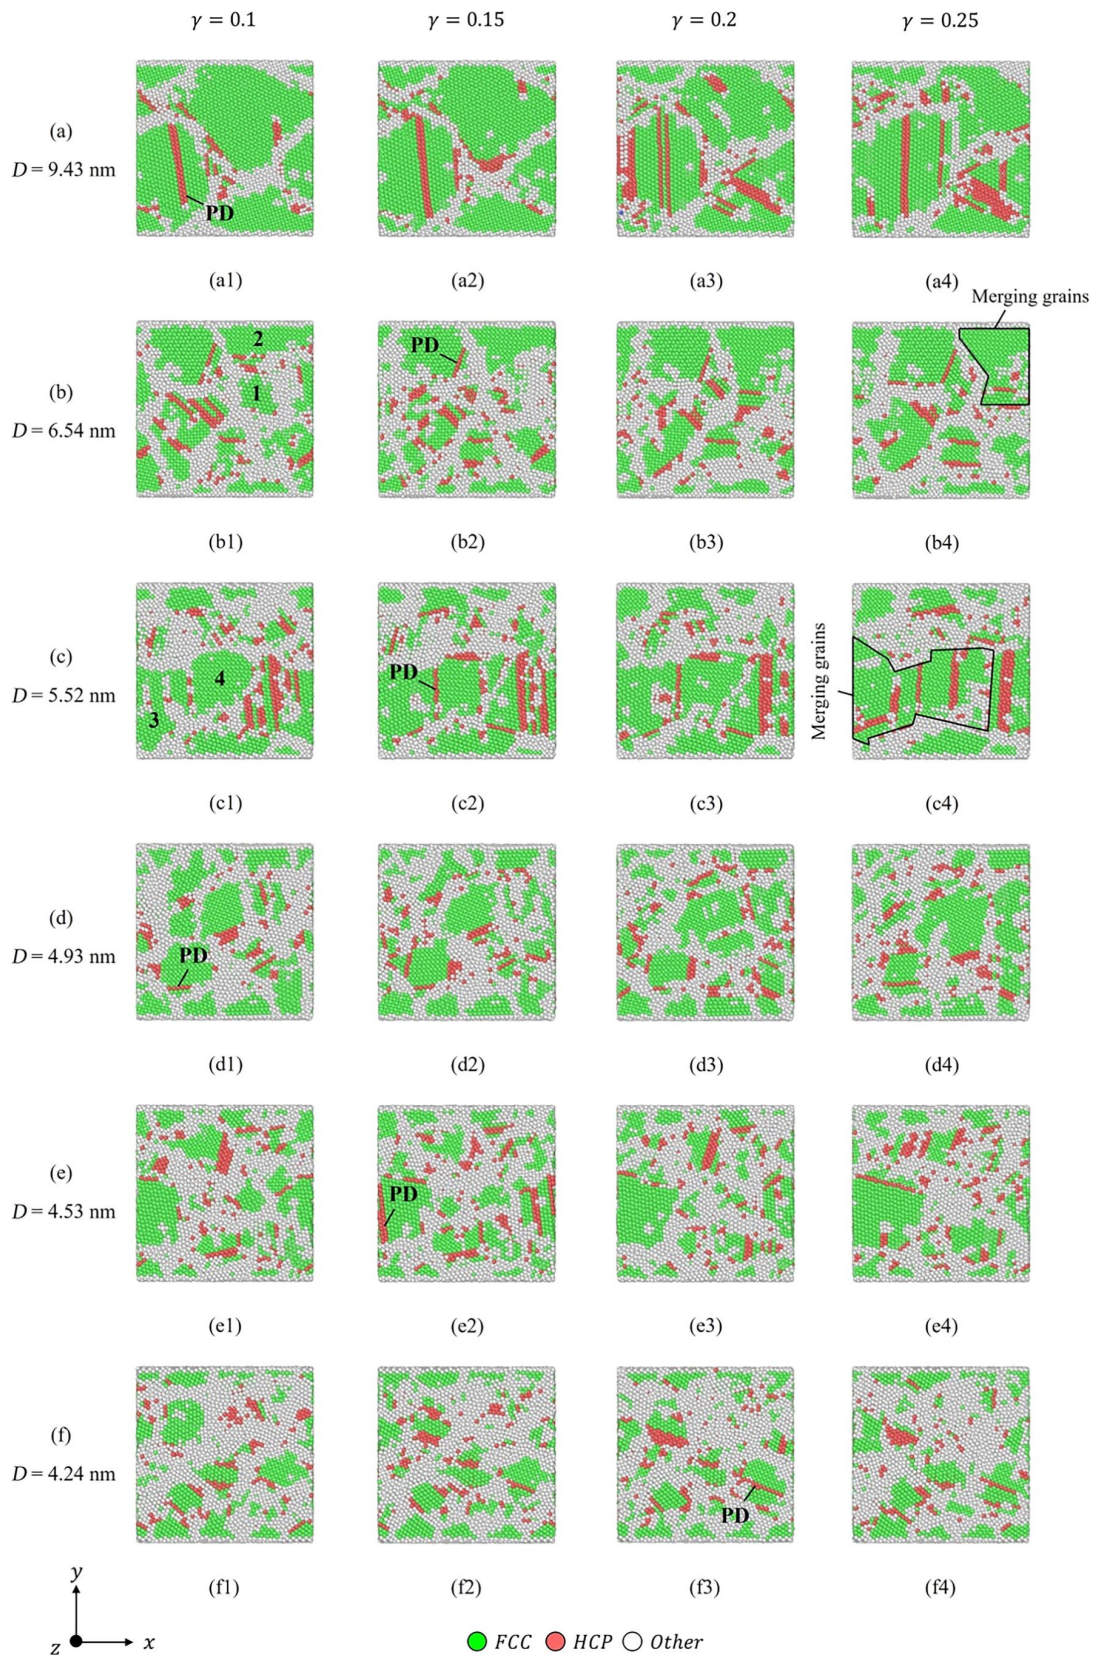 γ = 0.1 γ = 0.15 γ = 0.2 γ = 0.25
(a)
D = 9.43 nm
PD
(a1) (a2) (a3) (a4)
Merging grains
(b)
D = 6.54 nm
2
1
PD
(b1) (b2) (b3) (b4)
(c)
D = 5.52 nm
4
3
PD
Merging grains
(c1) (c2) (c3) (c4)
(d)
D = 4.93 nm
PD
(d1) (d2) (d3) (d4)
(e)
D = 4.53 nm
PD
(e1) (e2) (e3) (e4)
(f)
D = 4.24 nm
PD
(f1) (f2) (f3) (f4)
y
z x
FCC HCP Other